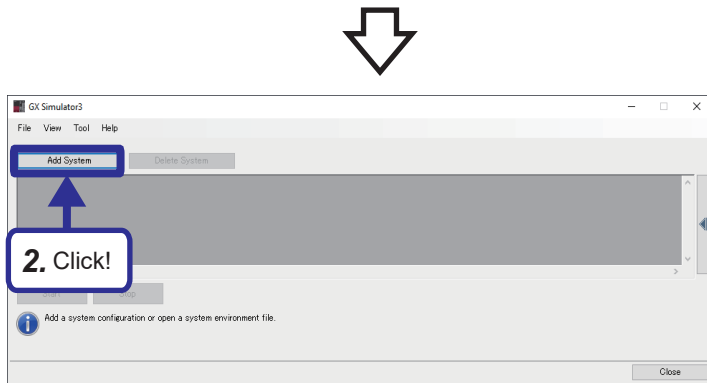 GX Simulator3
File View Tool Help
Add System Delete System
2. Click!
Start Stop
Add a system configuration or open a system environment file.
Close